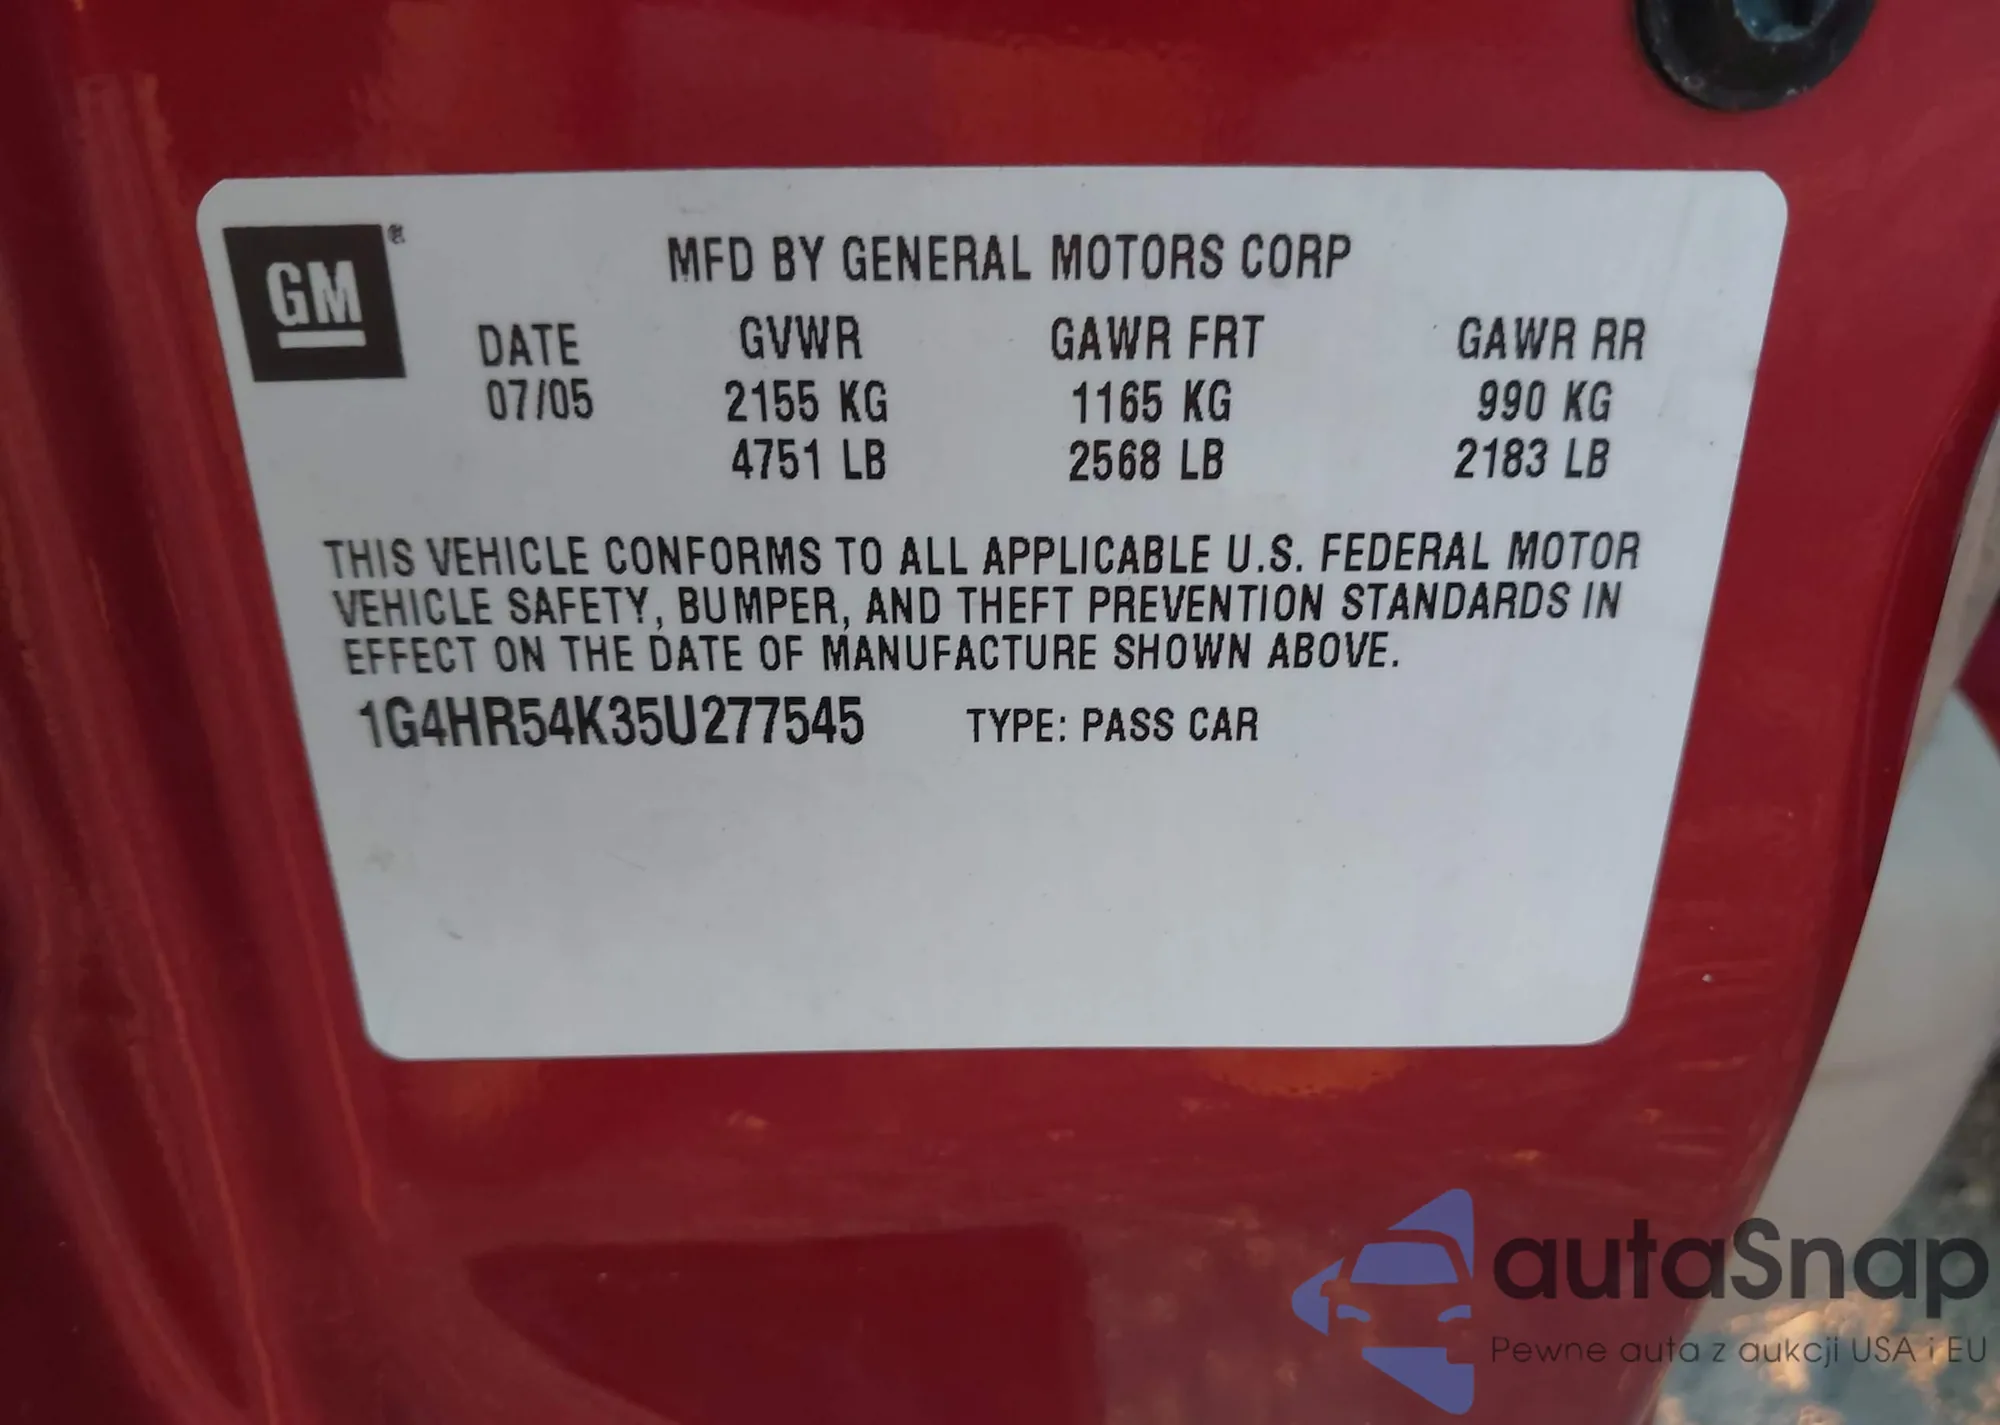 GM
MFD BY GENERAL MOTORS CORP
DATE GVWR GAWR FRT GAWR RR
07/05 2155 KG 1165 KG 990 KG
4751 LB 2568 LB 2183 LB
THIS VEHICLE CONFORMS TO ALL APPLICABLE U.S. FEDERAL MOTOR
VEHICLE SAFETY, BUMPER, AND THEFT PREVENTION STANDARDS IN
EFFECT ON THE DATE OF MANUFACTURE SHOWN ABOVE.
1G4HR54K35U277545 TYPE: PASS CAR
autaSnap
Pewne auta z aukcji USA i EU